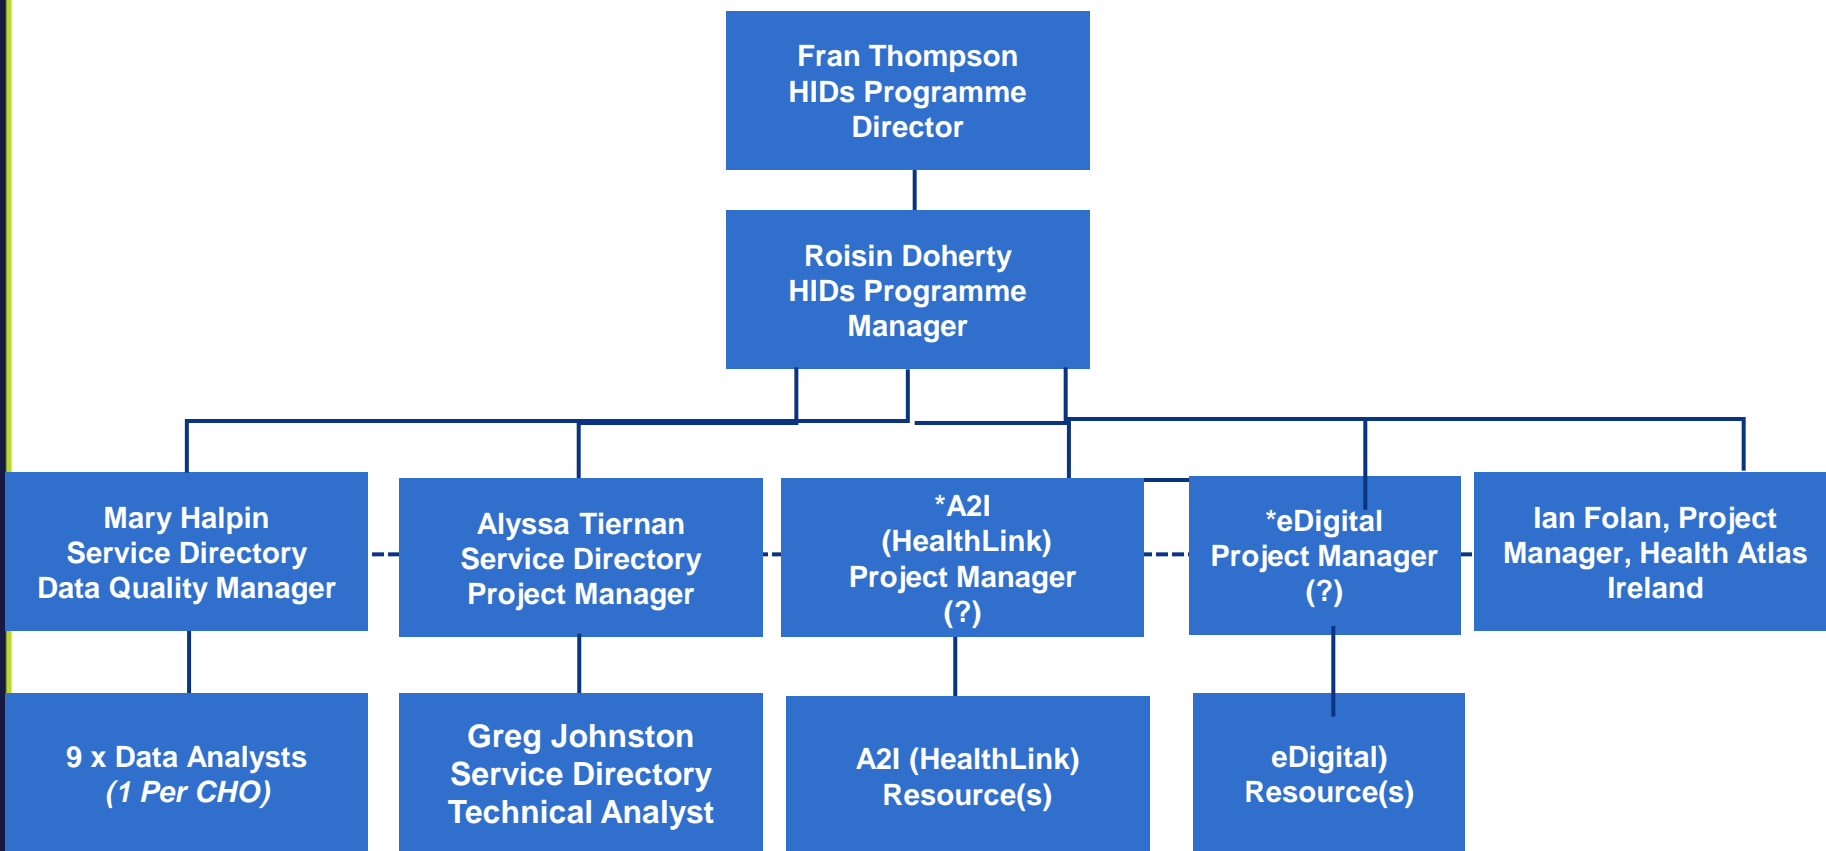 Fran Thompson
HIDs Programme
Director
Roisin Doherty
HIDs Programme
Manager
Mary Halpin
Service Directory
Data Quality Manager
Alyssa Tiernan
Service Directory
Project Manager
*A2I
(HealthLink)
Project Manager
(?)
*eDigital
Project Manager
(?)
Ian Folan, Project
Manager, Health Atlas
Ireland
9 x Data Analysts
(1 Per CHO)
Greg Johnston
Service Directory
Technical Analyst
A2I (HealthLink)
Resource(s)
eDigital)
Resource(s)